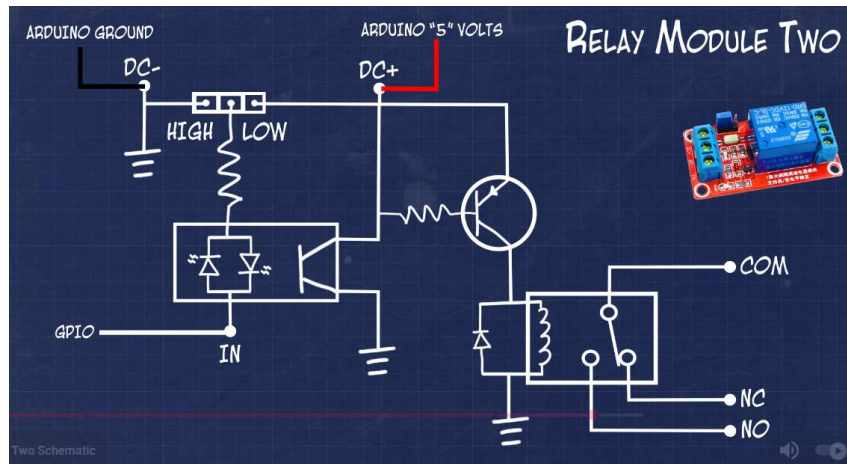 ARDUINO GROUND
ARDUINO "5" VOLTS
RELAY MODULE TWO
DC-
DC+
HIGH
LOW
GPIO
IN
COM
NC
NO
Two Schematic